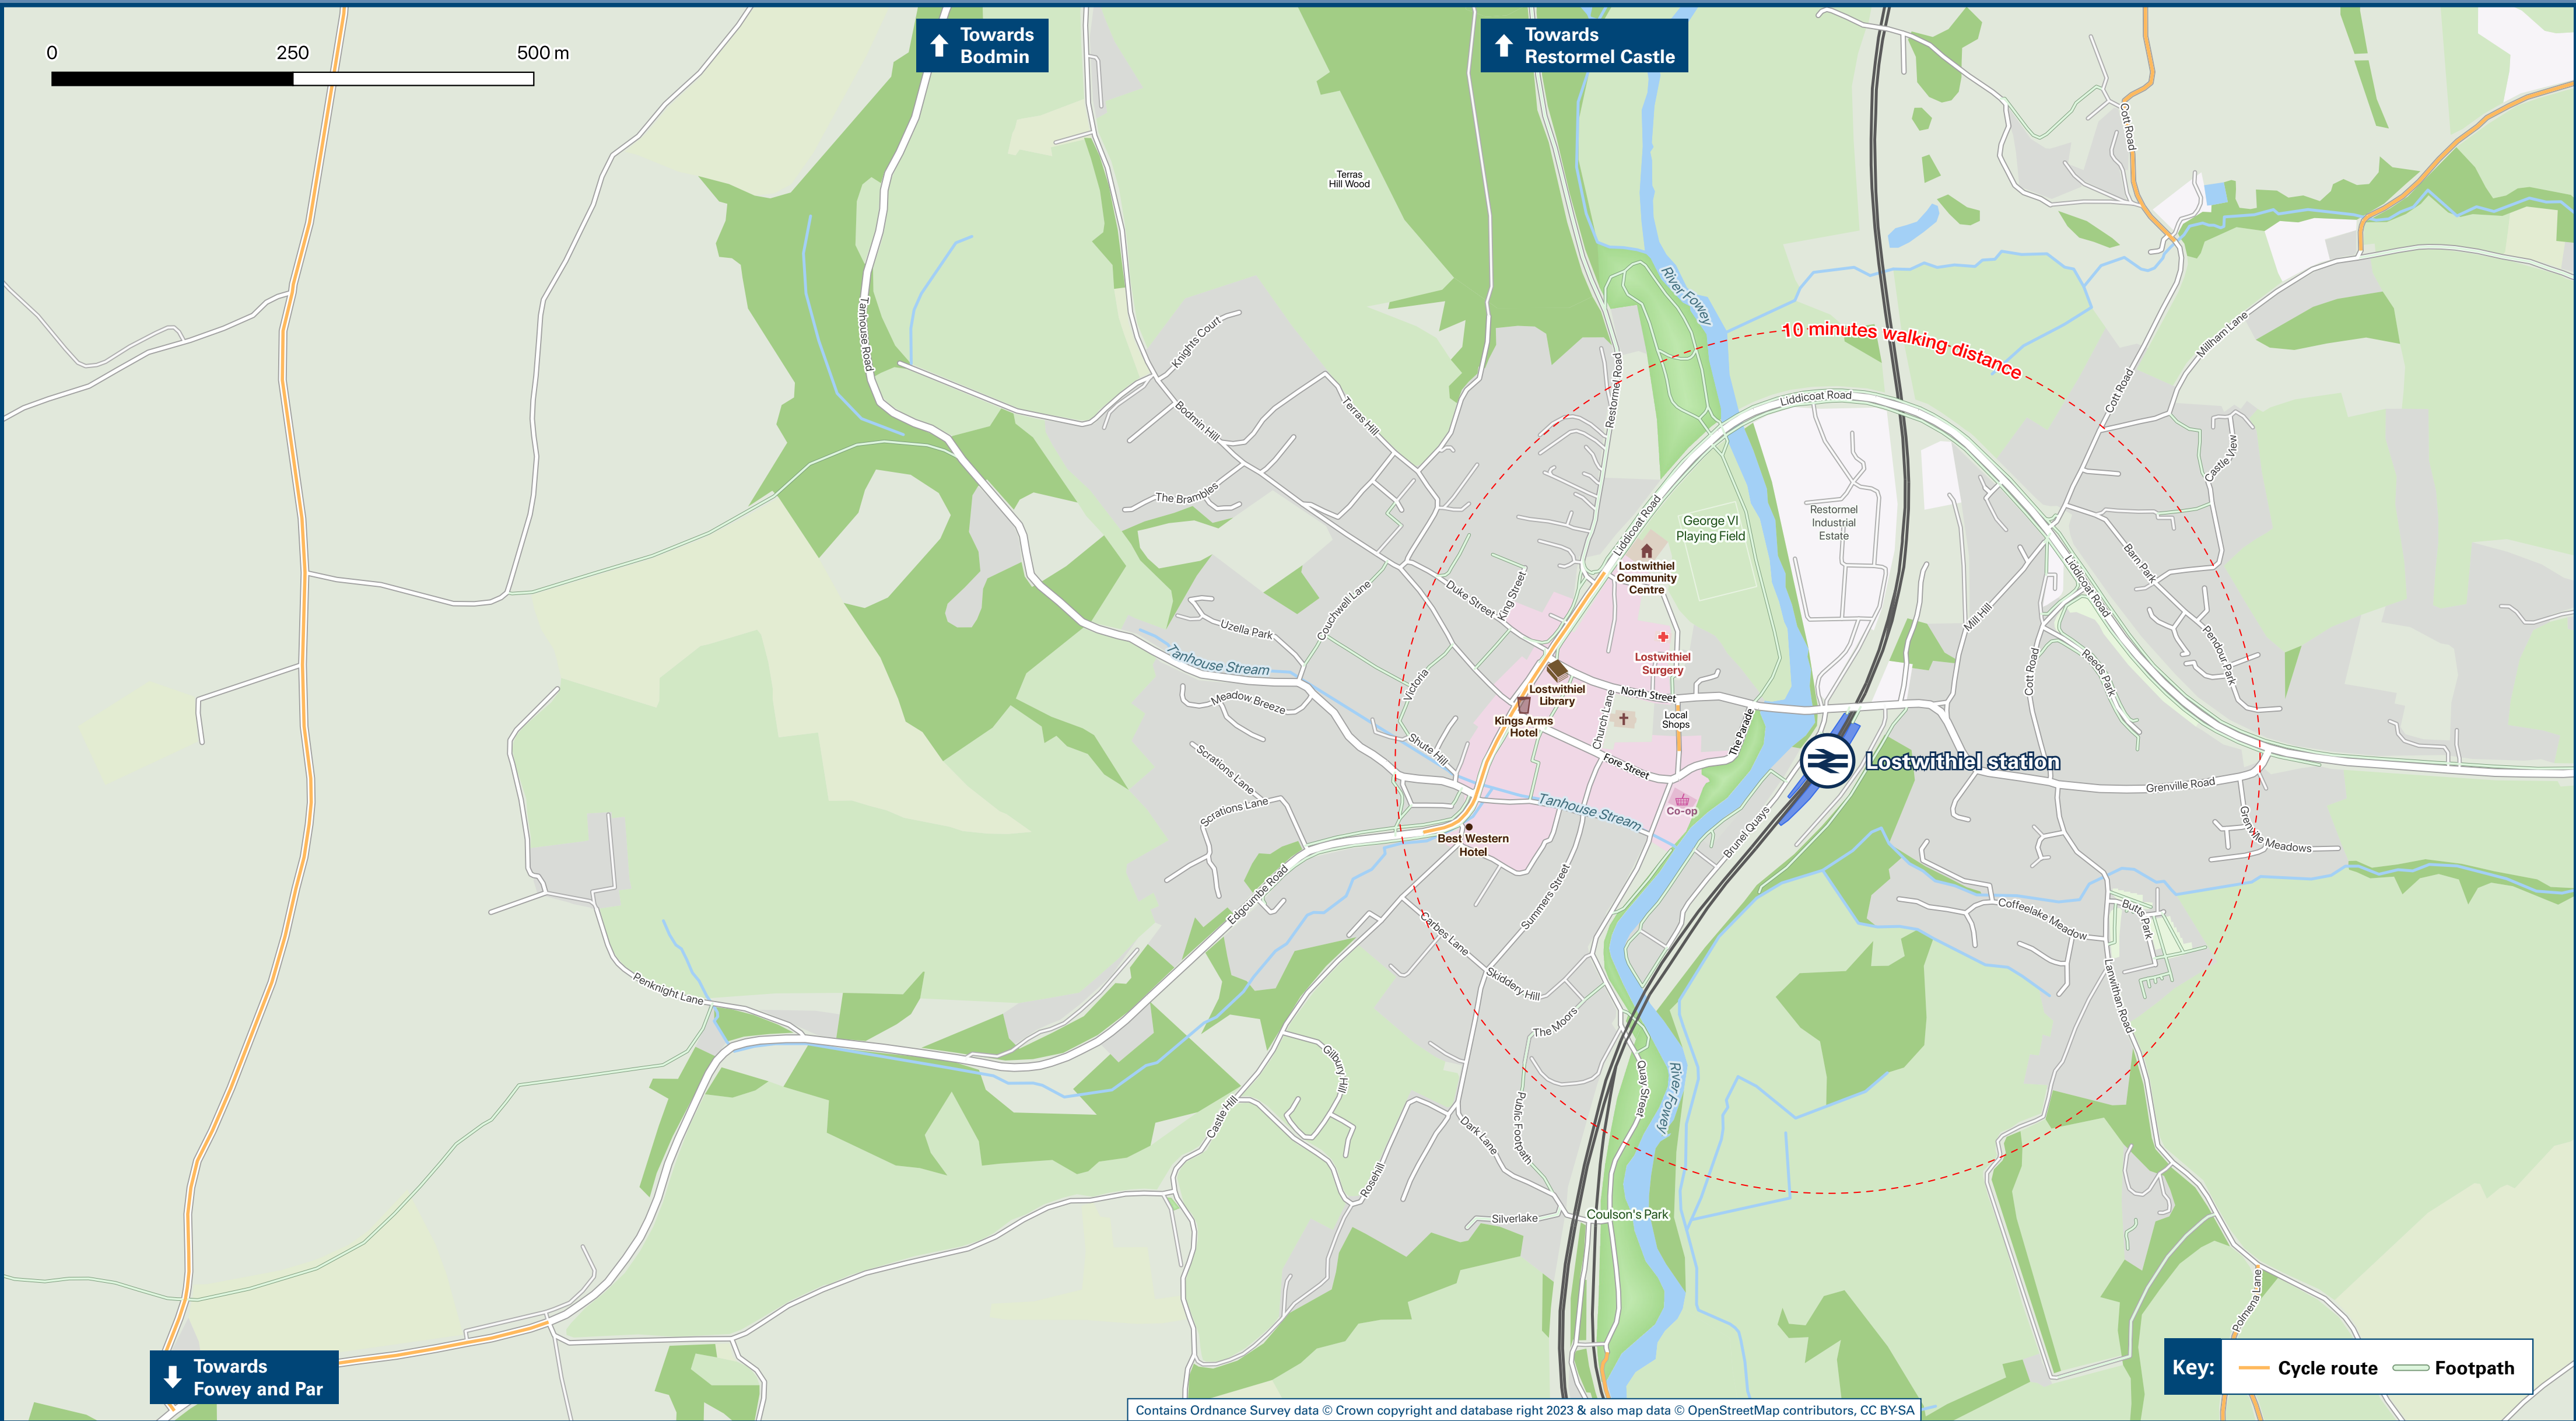 0 250 500 m
Towards
Bodmin
Towards
Restormel Castle
Cott Road
Terras
Hill Wood
River Fowey
Tanhouse Road
Knights Court
10 minutes walking distance
Millham Lane
Restormel Road
Liddicoat Road
Cott Road
Bodmin Hill
Terras Hill
Castle View
The Brambles
Liddicoat Road
George VI
Playing Field
Restormel
Industrial
Estate
Lostwithiel
Community
Centre
Barn Park
Liddicoat Road
Duke Street
King Street
Couchwell Lane
Uzella Park
Mill Hill
Pendour Park
Tanhouse Stream
Lostwithiel
Surgery
Cott Road
Reeds Park
Victoria
Lostwithiel
Library
North Street
Meadow Breeze
Kings Arms
Hotel
Church Lane
Local
Shops
The Parade
Shute Hill
Scrations Lane
Fore Street
Lostwithiel station
Grenville Road
Scrations Lane
Tanhouse Stream
Co-op
Brunel Quays
Best Western
Hotel
Grenville Meadows
Edgcumbe Road
Summers Street
Carbes Lane
Coffeelake Meadow
Butts Park
Skiddery Hill
Penknight Lane
Lanwithan Road
The Moors
Gilbury Hill
Quay Street
River Fowey
Castle Hill
Dark Lane
Public Footpath
Rosehill
Silverlake
Coulson's Park
Polmena Lane
Towards
Fowey and Par
Key:
Cycle route
Footpath
Contains Ordnance Survey data © Crown copyright and database right 2023 & also map data © OpenStreetMap contributors, CC BY-SA